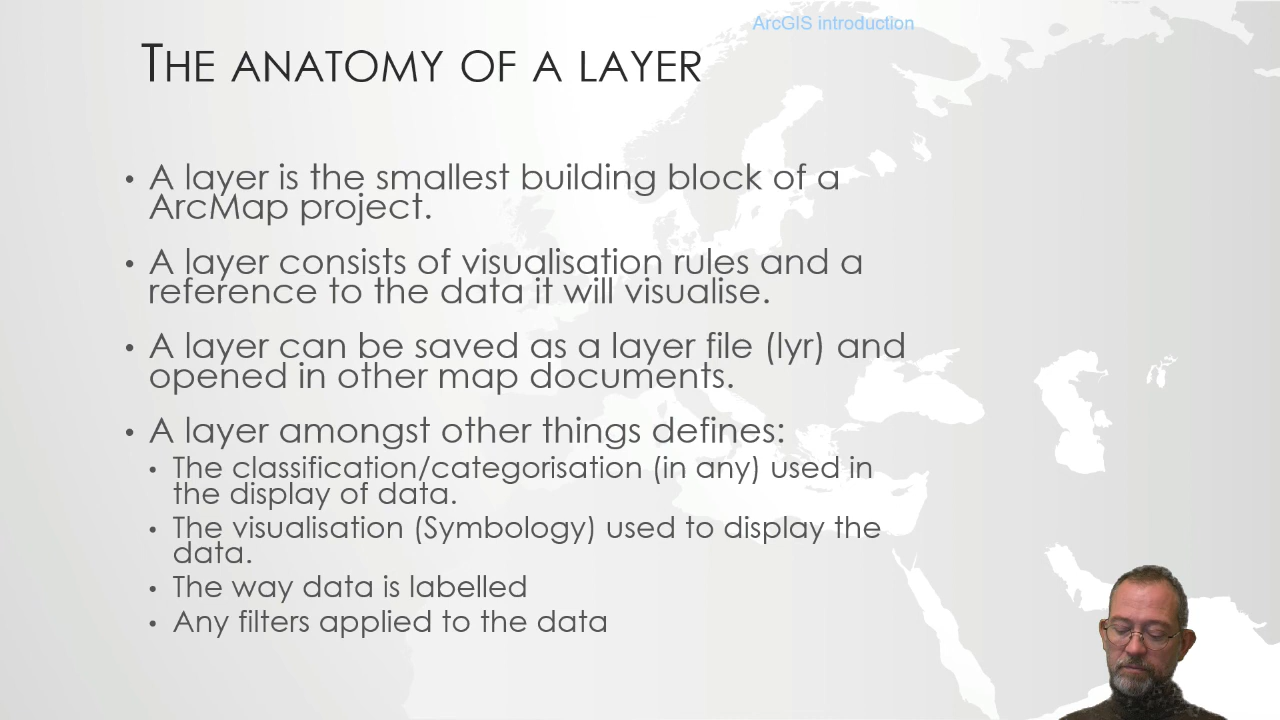 ArcGIS introduction
The anatomy of a layer
• A layer is the smallest building block of a
ArcMap project.
• A layer consists of visualisation rules and a
reference to the data it will visualise.
• A layer can be saved as a layer file (lyr) and
opened in other map documents.
• A layer amongst other things defines:
• The classification/categorisation (in any) used in
the display of data.
• The visualisation (Symbology) used to display the
data.
• The way data is labelled
• Any filters applied to the data